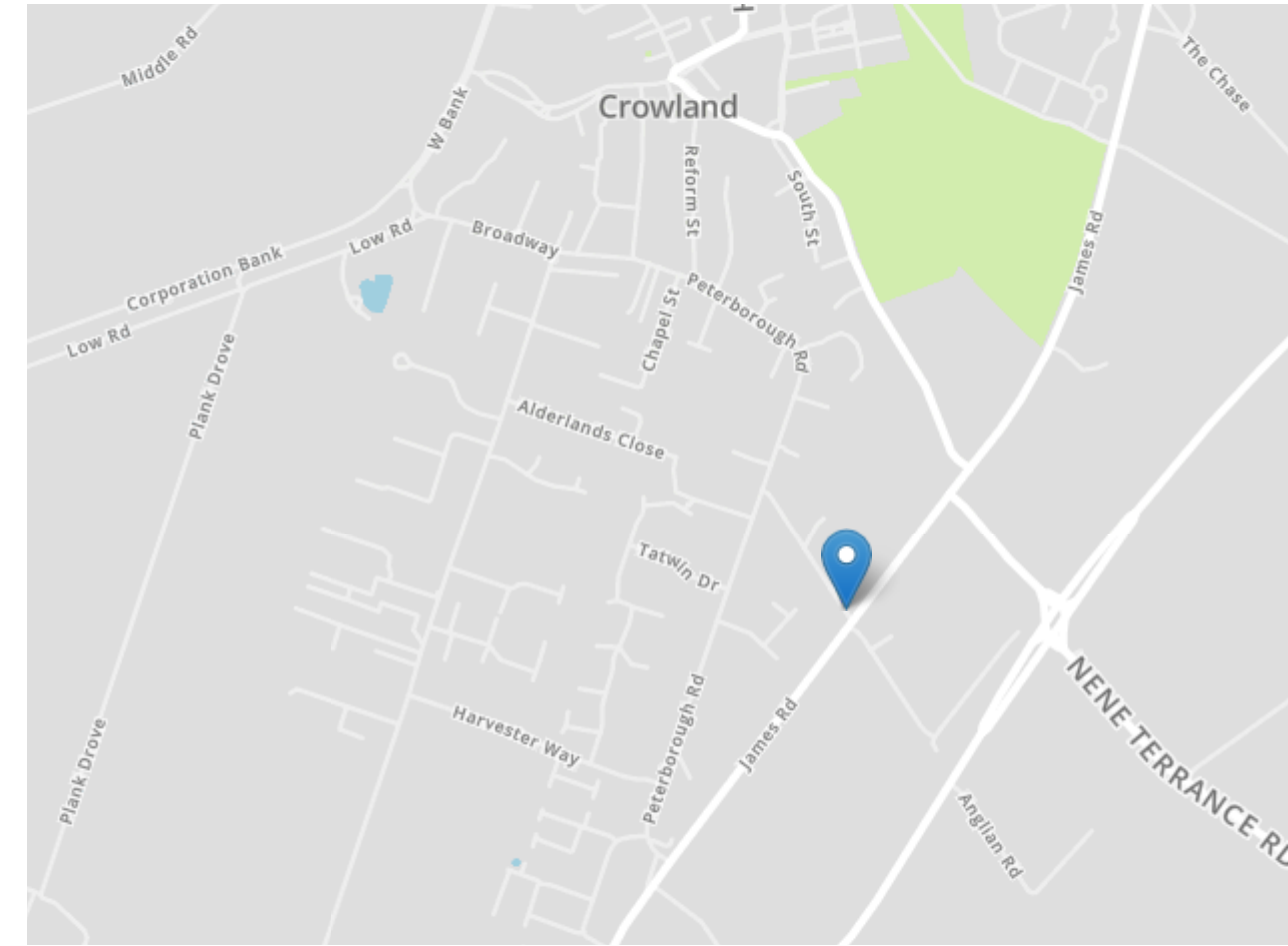 Middle Rd
The Chase
W Bank
Crowland
Reform St
South St
James Rd
Low Rd
Broadway
Corporation Bank
Low Rd
Peterborough Rd
Chapel St
Plank Drove
Alderlands Close
Tatwin Dr
NENE TERRANCE RD
Peterborough Rd
James Rd
Harvester Way
Plank Drove
Anglian Rd